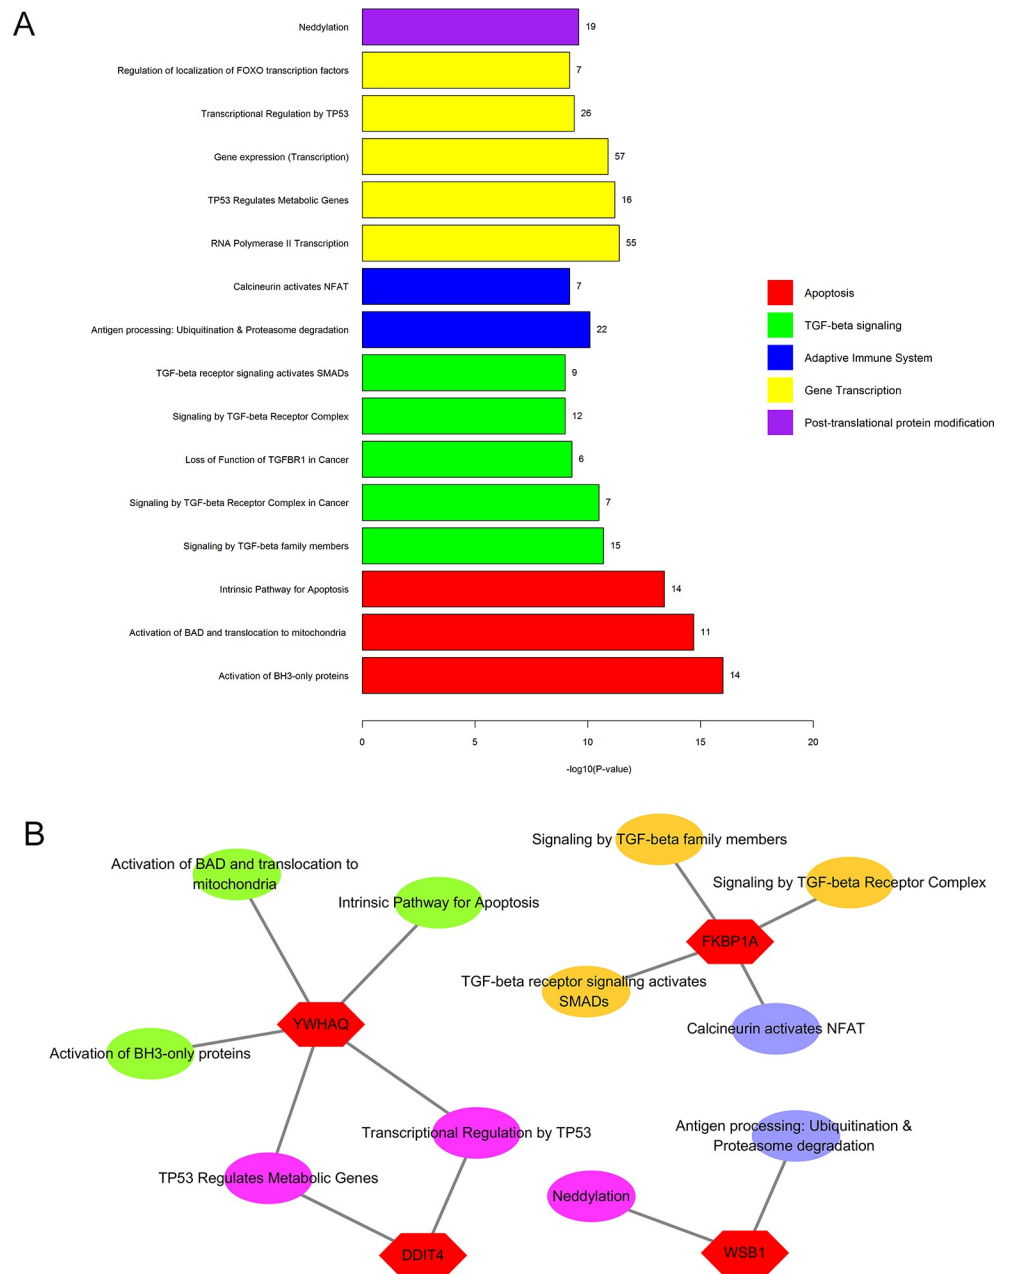 A
Neddylation 19
Regulation of localization of FOXO transcription factors 7
Transcriptional Regulation by TP53 26
Gene expression (Transcription) 57
TP53 Regulates Metabolic Genes 16
RNA Polymerase II Transcription 55
Calcineurin activates NFAT 7
Antigen processing: Ubiquitination & Proteasome degradation 22
TGF-beta receptor signaling activates SMADs 9
Signaling by TGF-beta Receptor Complex 12
Loss of Function of TGFBR1 in Cancer 6
Signaling by TGF-beta Receptor Complex in Cancer 7
Signaling by TGF-beta family members 15
Intrinsic Pathway for Apoptosis 14
Activation of BAD and translocation to mitochondria 11
Activation of BH3-only proteins 14
0 5 10 15 20
-log10(P-value)
Apoptosis
TGF-beta signaling
Adaptive Immune System
Gene Transcription
Post-translational protein modification
B
Activation of BAD and translocation to
mitochondria
Intrinsic Pathway for Apoptosis
YWHAQ
Activation of BH3-only proteins
Transcriptional Regulation by TP53
TP53 Regulates Metabolic Genes
DDIT4
Signaling by TGF-beta family members
Signaling by TGF-beta Receptor Complex
FKBP1A
TGF-beta receptor signaling activates
SMADs
Calcineurin activates NFAT
Antigen processing: Ubiquitination &
Proteasome degradation
Neddylation
WSB1